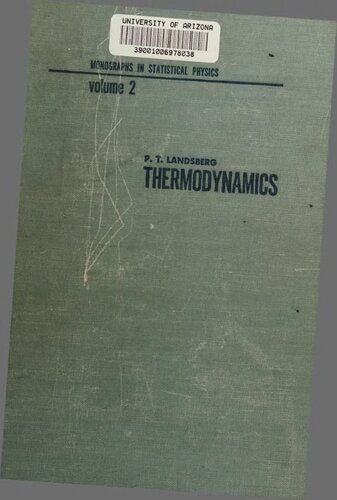 UNIVERSITY OF ARIZONA
39001006978038
MONOGRAPHS IN STATISTICAL PHYSICS
volume 2
P. T. LANDSBERG
THERMODYNAMICS